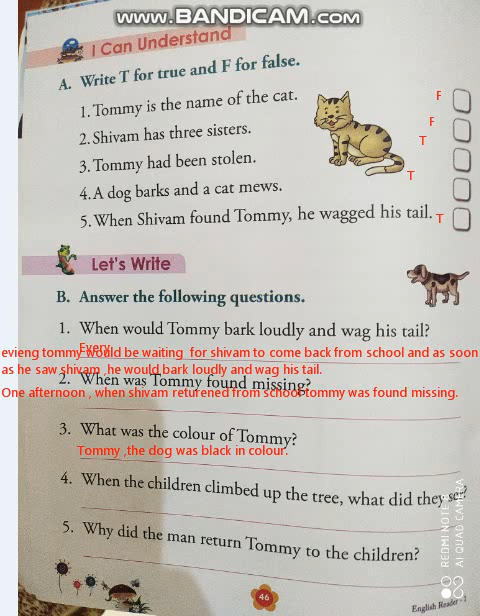 WWW.BANDICAM.COM
I Can Understand
A. Write T for true and F for false.
1. Tommy is the name of the cat. F
2. Shivam has three sisters. F
3. Tommy had been stolen. T
4. A dog barks and a cat mews. T
5. When Shivam found Tommy, he wagged his tail. T
Let's Write
B. Answer the following questions.
1. When would Tommy bark loudly and wag his tail?
Every
evieng tommy would be waiting for shivam to come back from school and as soon
as he saw shivam ,he would bark loudly and wag his tail.
2. When was Tommy found missing?
One afternoon , when shivam returened from school tommy was found missing.
3. What was the colour of Tommy?
Tommy ,the dog was black in colour.
4. When the children climbed up the tree, what did they see?
5. Why did the man return Tommy to the children?
46
English Reader-2
REDMI NOTE 8
AI QUAD CAMERA